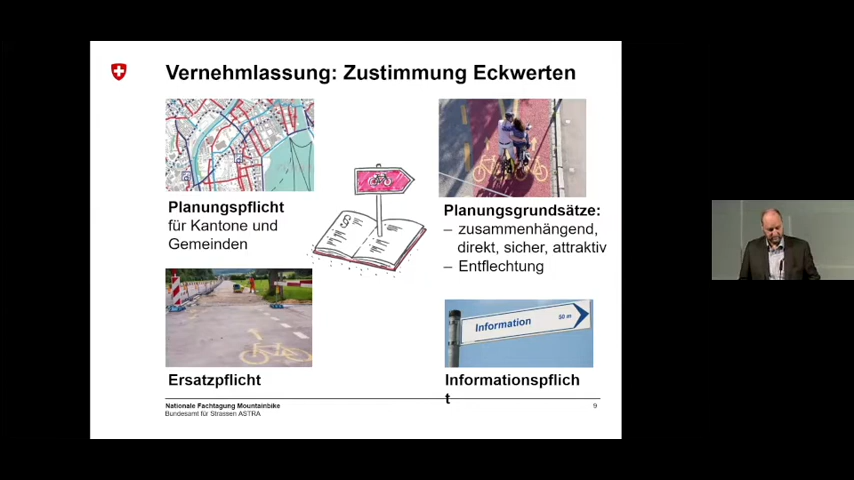 Vernehmlassung: Zustimmung Eckwerten
Planungspflicht
für Kantone und
Gemeinden
Planungsgrundsätze:
– zusammenhängend,
direkt, sicher, attraktiv
– Entflechtung
§
Ersatzpflicht
Information
50 m
Informationspflich
t
Nationale Fachtagung Mountainbike
Bundesamt für Strassen ASTRA
9